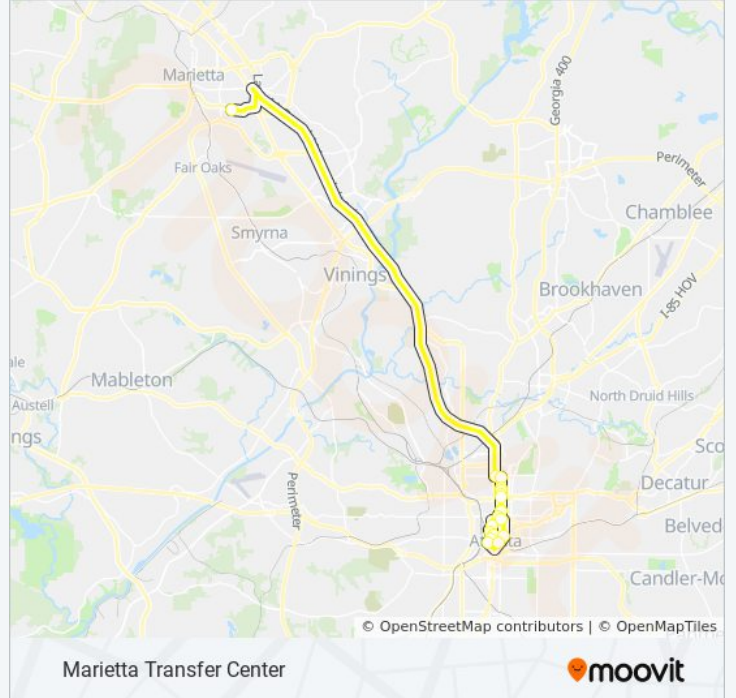 Georgia 400
Marietta
Perimeter
Fair Oaks
Chamblee
Smyrna
Vinings
I-85 HOV
Brookhaven
ale
Mableton
North Druid Hills
Austell
ngs
Sco
Perimeter
Decatur
Belved
Candler-Mc
© OpenStreetMap contributors | © OpenMapTiles
Marietta Transfer Center
moovit